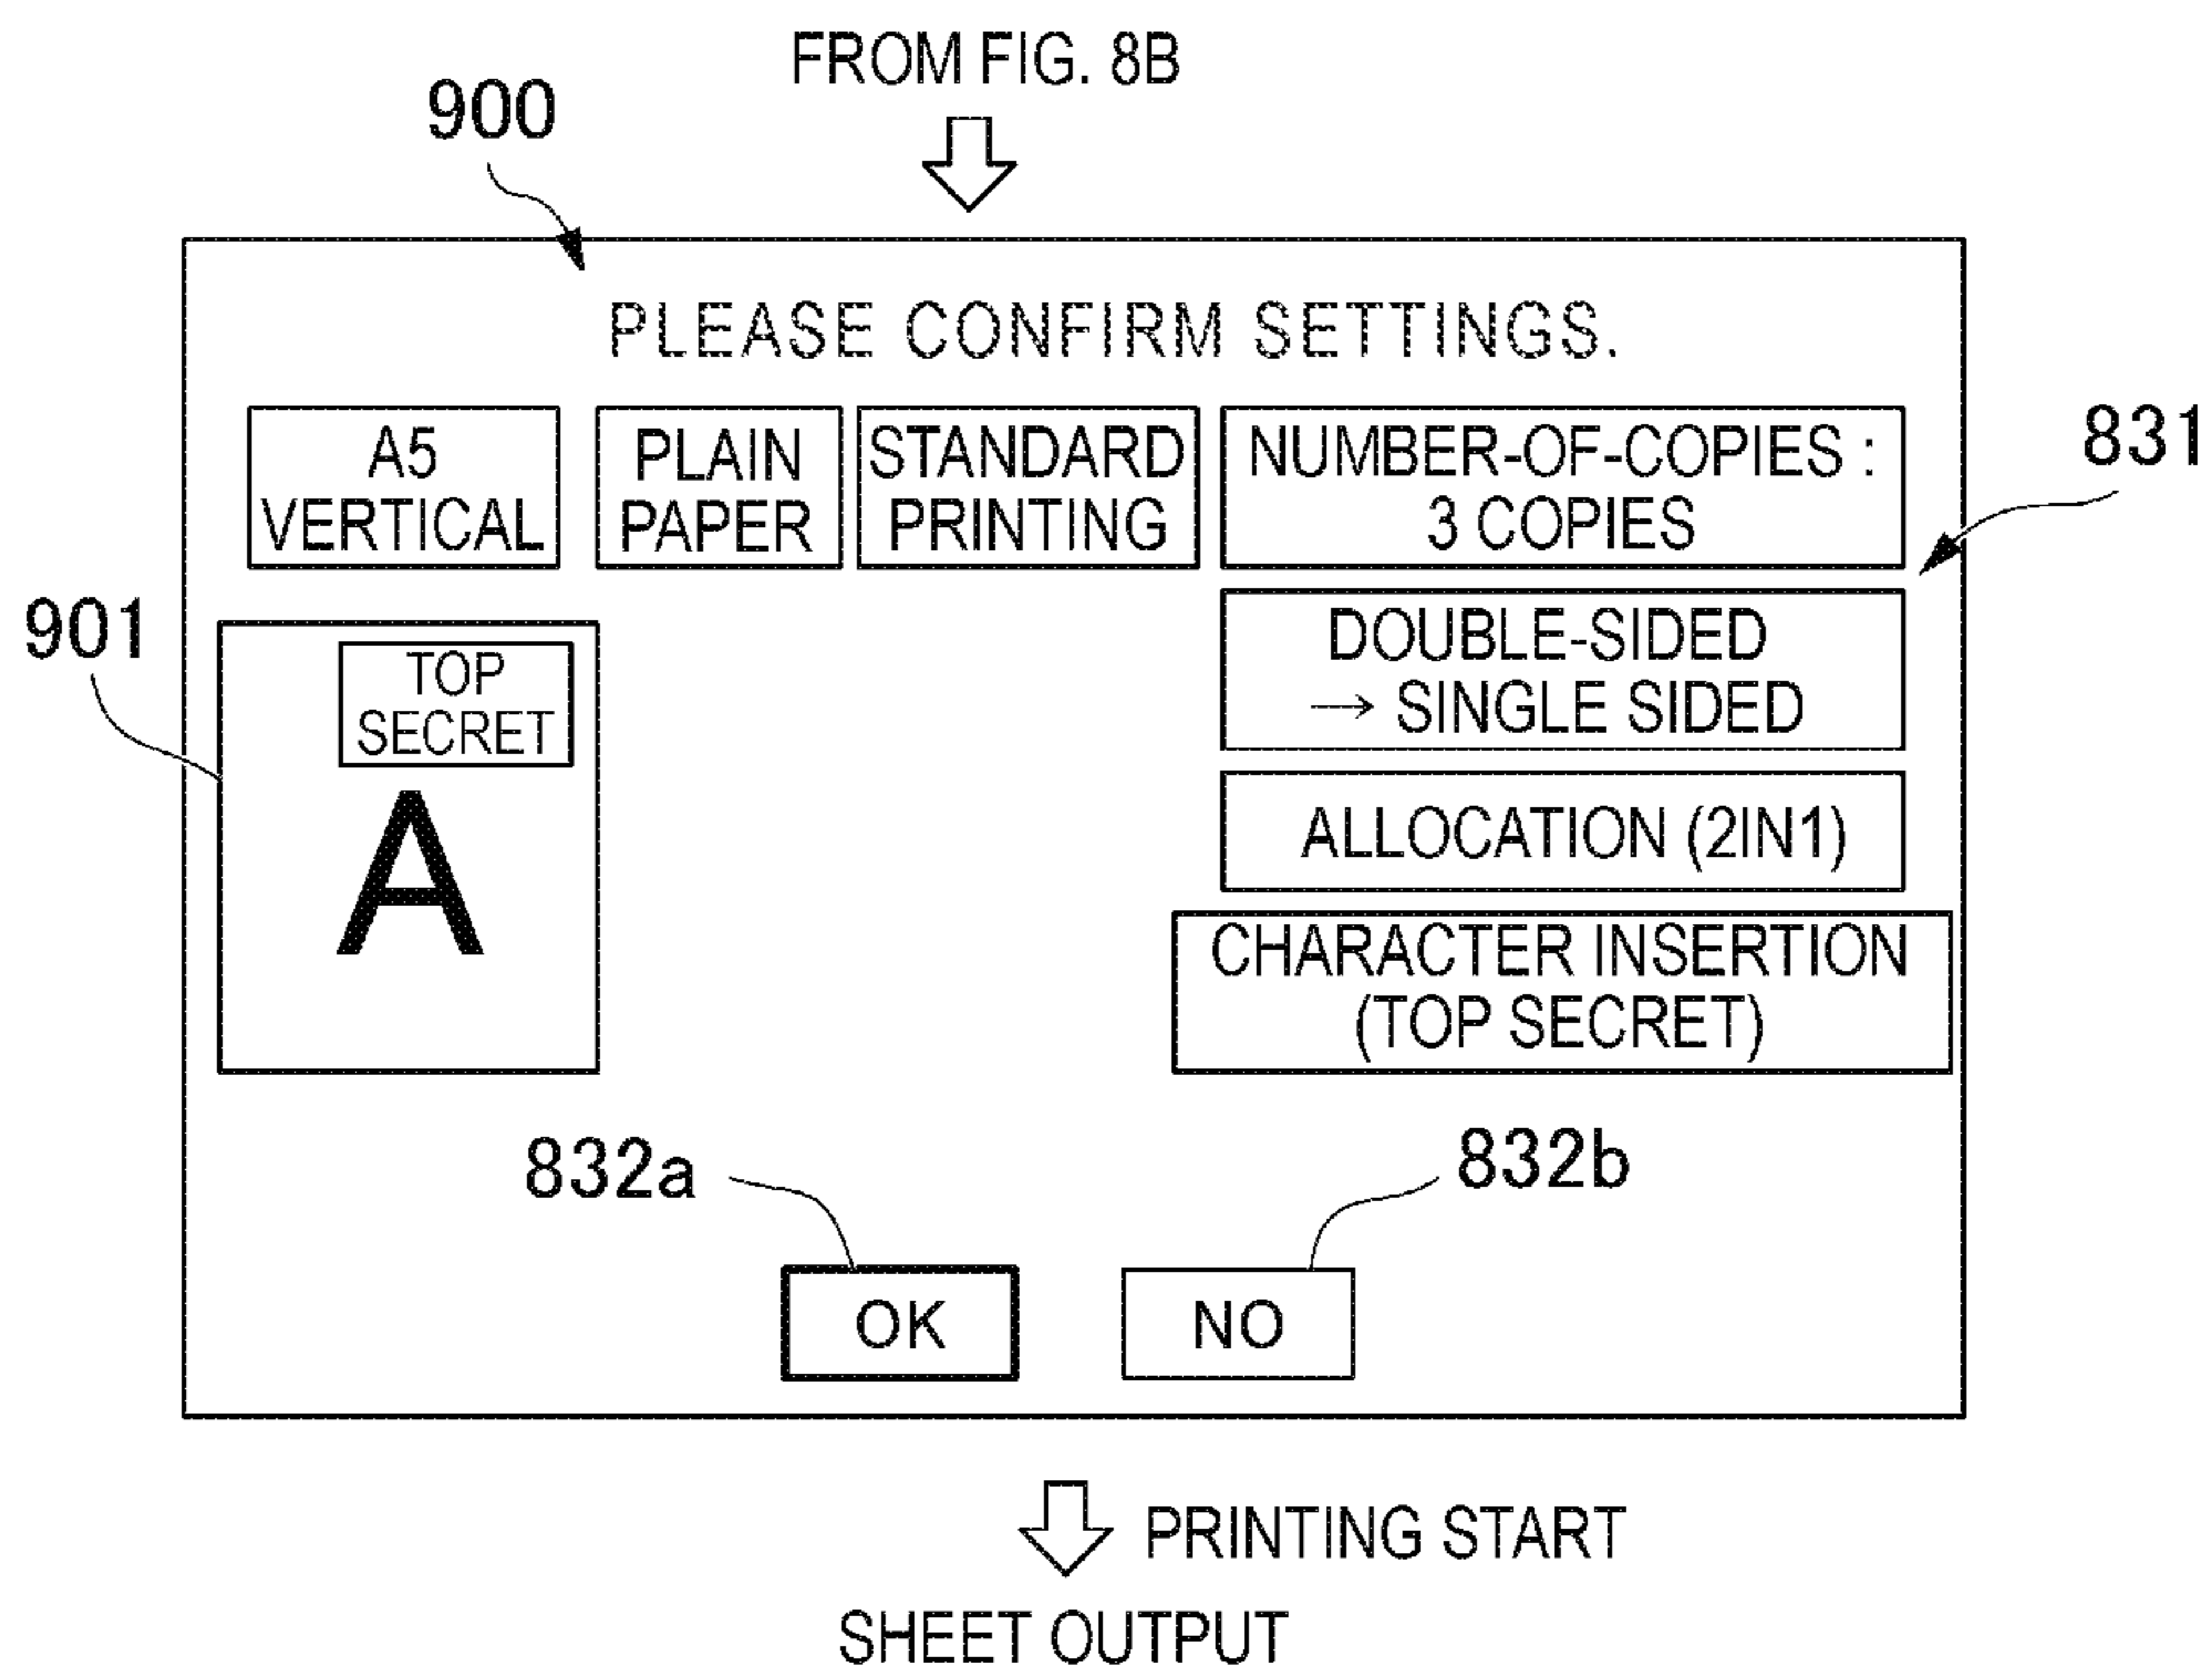 FROM FIG. 8B
900
PLEASE CONFIRM SETTINGS.
A5
VERTICAL
PLAIN
PAPER
STANDARD
PRINTING
NUMBER-OF-COPIES :
3 COPIES
831
DOUBLE-SIDED
→ SINGLE SIDED
901
TOP
SECRET
A
ALLOCATION (2IN1)
CHARACTER INSERTION
(TOP SECRET)
832a
832b
OK
NO
PRINTING START
SHEET OUTPUT